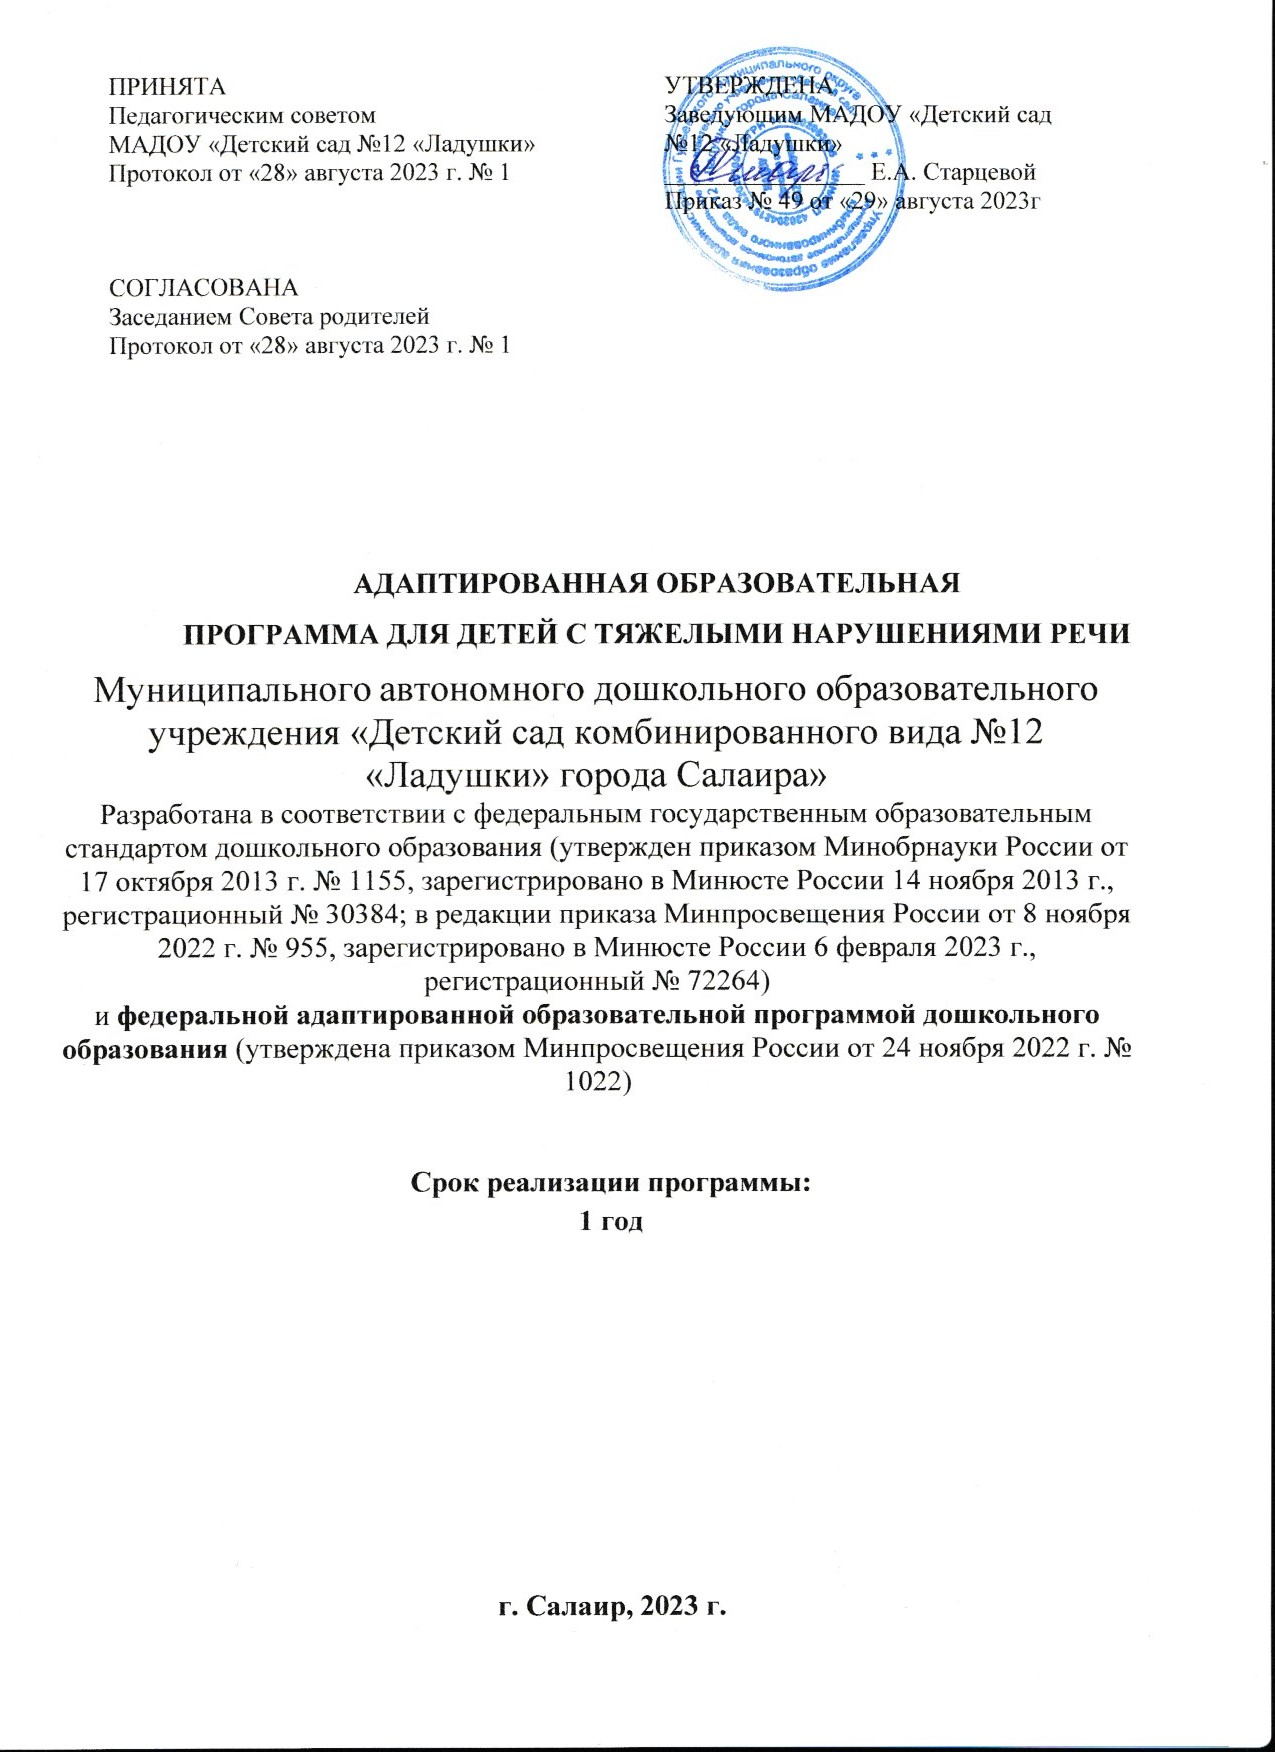 ПРИНЯТА
Педагогическим советом
МАДОУ «Детский сад №12 «Ладушки»
Протокол от «28» августа 2023 г. № 1
УТВЕРЖДЕНА
Заведующим МАДОУ «Детский сад
№12 «Ладушки»
Е.А. Старцевой
Приказ № 49 от «29» августа 2023г
СОГЛАСОВАНА
Заседанием Совета родителей
Протокол от «28» августа 2023 г. № 1
АДАПТИРОВАННАЯ ОБРАЗОВАТЕЛЬНАЯ
ПРОГРАММА ДЛЯ ДЕТЕЙ С ТЯЖЕЛЫМИ НАРУШЕНИЯМИ РЕЧИ
Муниципального автономного дошкольного образовательного
учреждения «Детский сад комбинированного вида №12
«Ладушки» города Салаира»
Разработана в соответствии с федеральным государственным образовательным
стандартом дошкольного образования (утвержден приказом Минобрнауки России от
17 октября 2013 г. № 1155, зарегистрировано в Минюсте России 14 ноября 2013 г.,
регистрационный № 30384; в редакции приказа Минпросвещения России от 8 ноября
2022 г. № 955, зарегистрировано в Минюсте России 6 февраля 2023 г.,
регистрационный № 72264)
и федеральной адаптированной образовательной программой дошкольного
образования (утверждена приказом Минпросвещения России от 24 ноября 2022 г. №
1022)
Срок реализации программы:
1 год
г. Салаир, 2023 г.